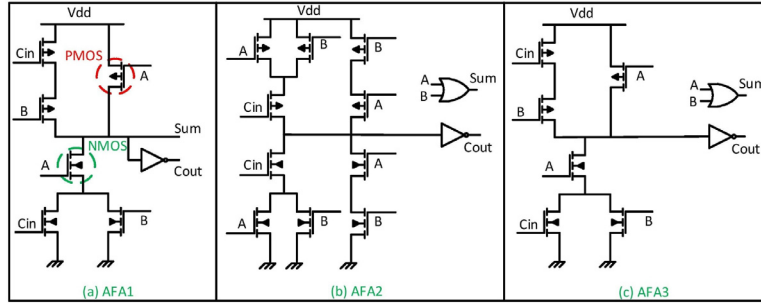 Vdd
Cin
PMOS
A
B
Sum
NMOS
A
Cout
Cin
B
(a) AFA1
Vdd
A
B
B
A
B
Sum
Cin
A
Cin
A
Cout
A
B
B
(b) AFA2
Vdd
Cin
A
A
B
Sum
B
A
Cout
Cin
B
(c) AFA3